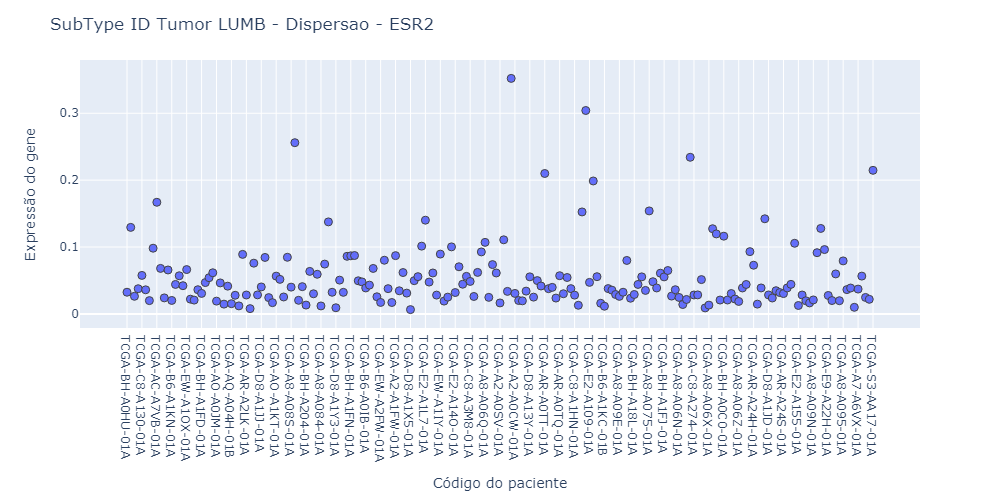 SubType ID Tumor LUMB - Dispersao - ESR2
Expressão do gene
0.3
0.2
0.1
0
TCGA-BH-A0HU-01A
TCGA-C8-A130-01A
TCGA-AC-A7VB-01A
TCGA-B6-A1KN-01A
TCGA-EW-A1OX-01A
TCGA-BH-A1FD-01A
TCGA-AO-A0JM-01A
TCGA-AQ-A04H-01B
TCGA-AR-A2LK-01A
TCGA-D8-A1JJ-01A
TCGA-AO-A1KT-01A
TCGA-A8-A08S-01A
TCGA-BH-A204-01A
TCGA-A8-A084-01A
TCGA-D8-A1Y3-01A
TCGA-BH-A1FN-01A
TCGA-B6-A0IB-01A
TCGA-EW-A2FW-01A
TCGA-A2-A1FW-01A
TCGA-D8-A1X5-01A
TCGA-E2-A1L7-01A
TCGA-EW-A1IY-01A
TCGA-E2-A14O-01A
TCGA-C8-A3M8-01A
TCGA-A8-A06Q-01A
TCGA-A2-A0SV-01A
TCGA-A2-A0CW-01A
TCGA-D8-A13Y-01A
TCGA-AR-A0TT-01A
TCGA-AR-A0TQ-01A
TCGA-C8-A1HN-01A
TCGA-E2-A109-01A
TCGA-B6-A1KC-01B
TCGA-A8-A09E-01A
TCGA-BH-A18L-01A
TCGA-A8-A075-01A
TCGA-BH-A1FJ-01A
TCGA-A8-A06N-01A
TCGA-C8-A274-01A
TCGA-A8-A06X-01A
TCGA-BH-A0C0-01A
TCGA-A8-A06Z-01A
TCGA-AR-A24H-01A
TCGA-D8-A1JD-01A
TCGA-AR-A24S-01A
TCGA-E2-A155-01A
TCGA-A8-A09N-01A
TCGA-E9-A22H-01A
TCGA-A8-A095-01A
TCGA-A7-A6VX-01A
TCGA-S3-AA17-01A
Código do paciente